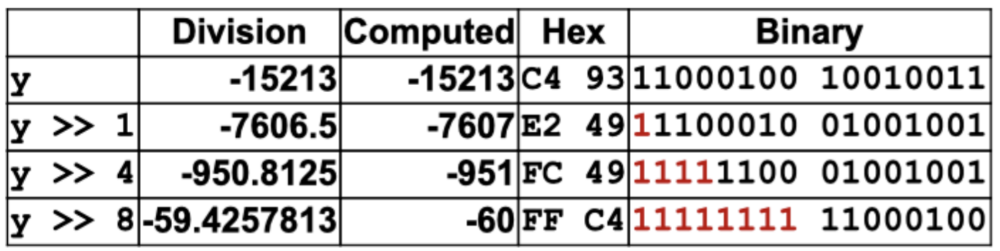 Division Computed Hex Binary
y -15213 -15213 C4 93 11000100 10010011
y >> 1 -7606.5 -7607 E2 49 11100010 01001001
y >> 4 -950.8125 -951 FC 49 11111100 01001001
y >> 8 -59.4257813 -60 FF C4 11111111 11000100